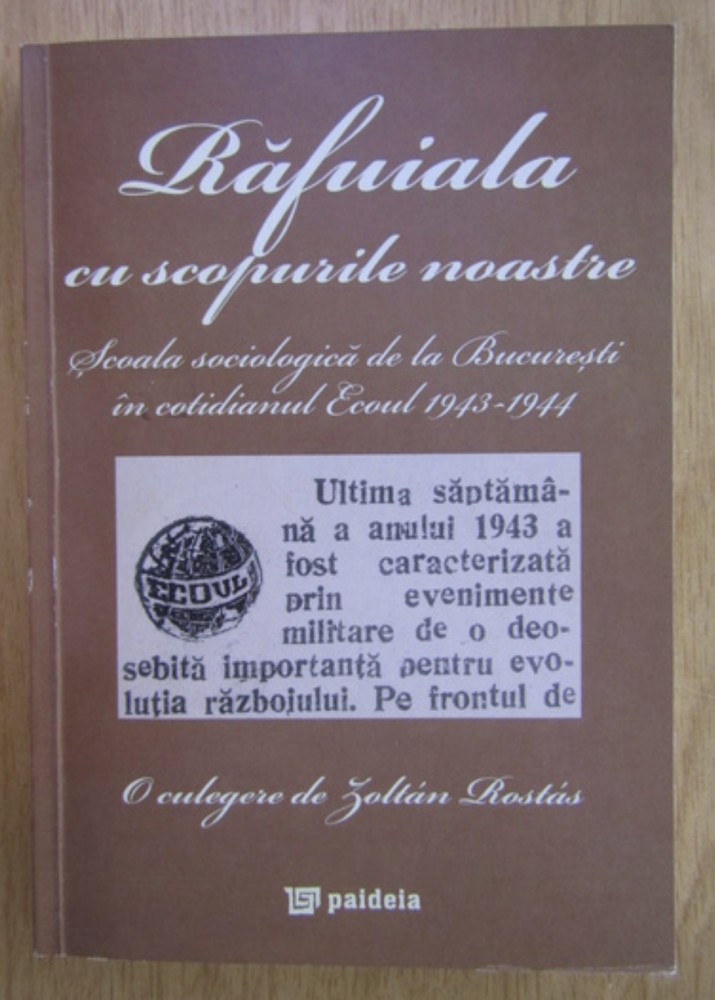 Răfuiala
cu scopurile noastre
Școala sociologică de la București
în cotidianul Ecoul 1943-1944
Ultima săptămâ-
nă a anului 1943 a
fost caracterizată
prin evenimente
militare de o deo-
sebită importanță pentru evo-
luția războiului. Pe frontul de
ECOUL
O culegere de Zoltán Rostás
paideia